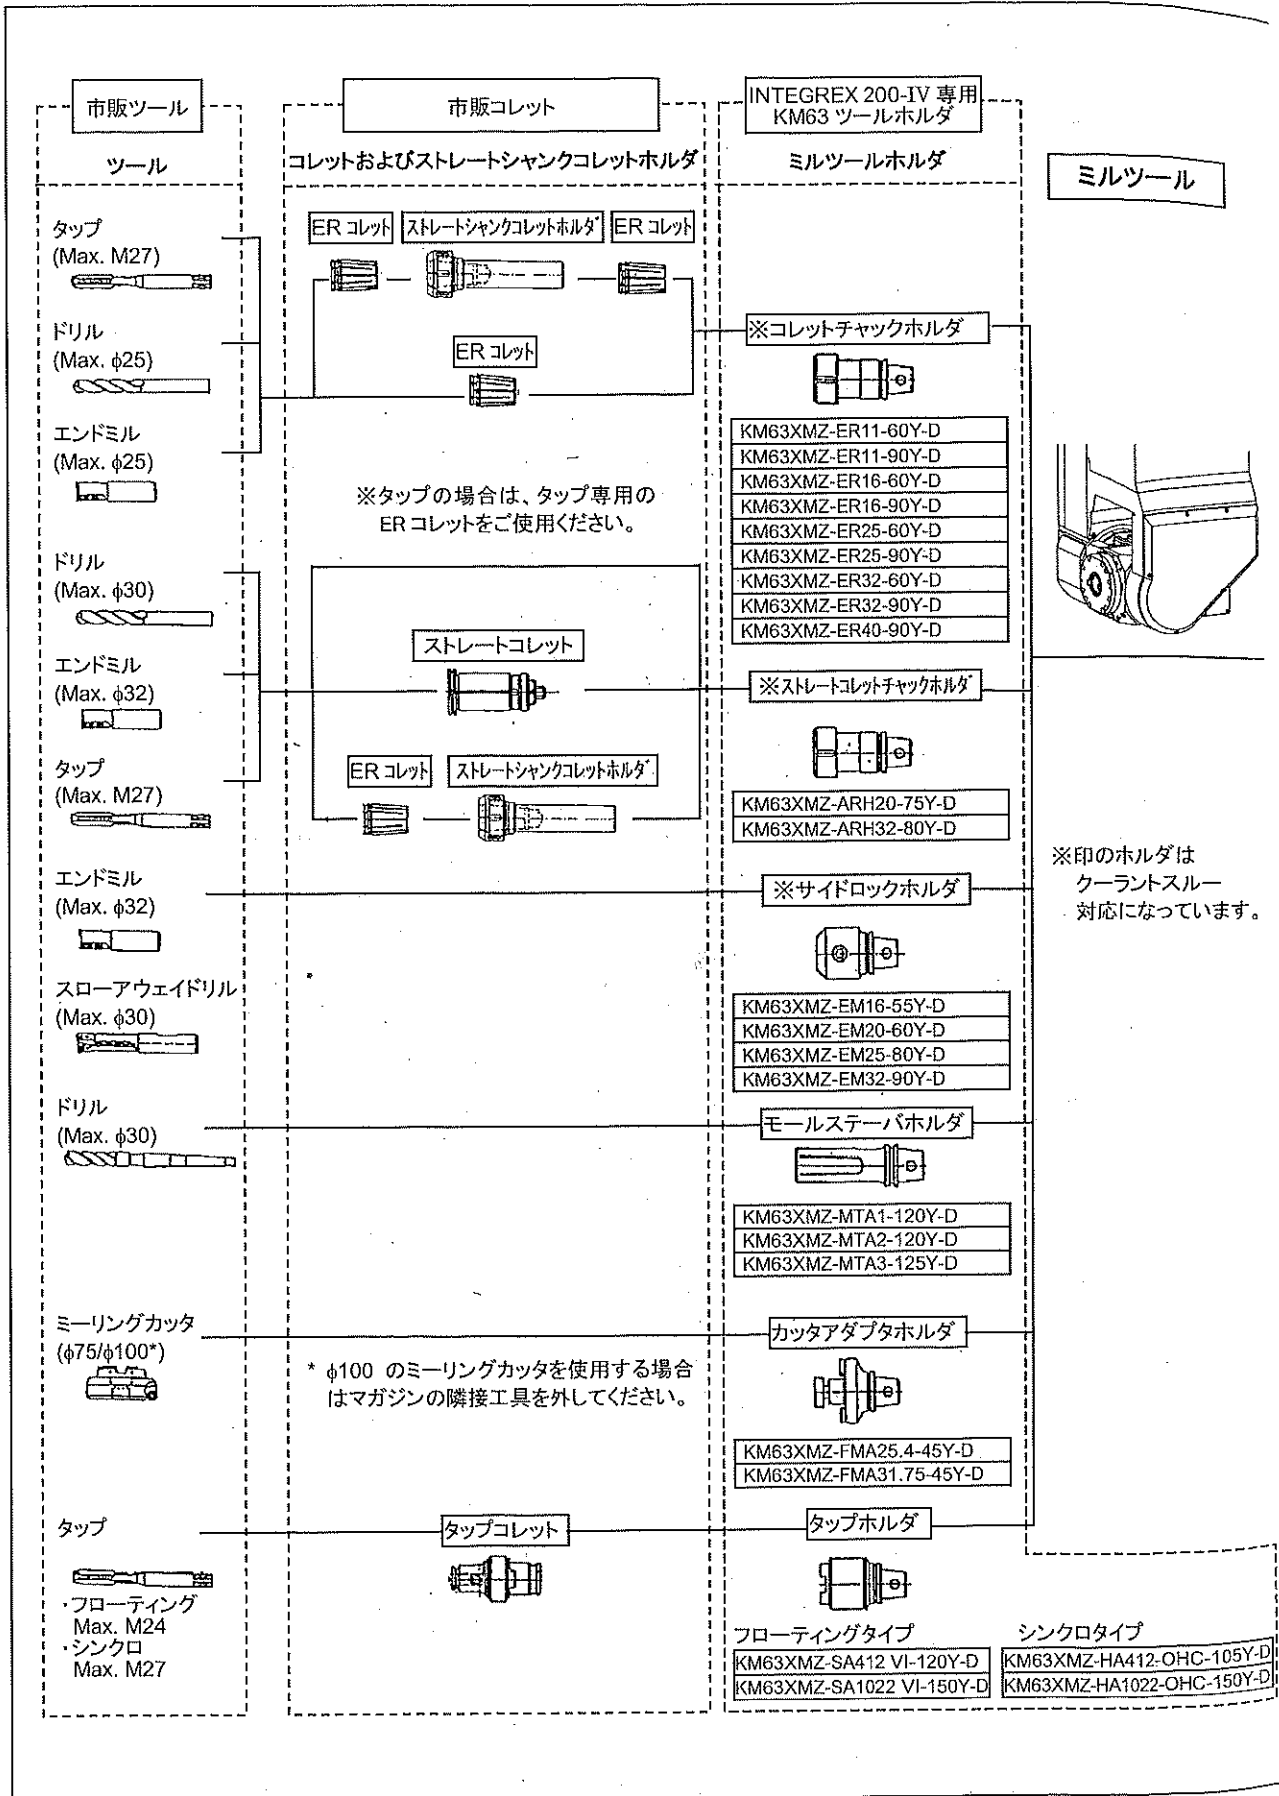 市販ツール
ツール
タップ
(Max. M27)
ドリル
(Max. φ25)
エンドミル
(Max. φ25)
ドリル
(Max. φ30)
エンドミル
(Max. φ32)
タップ
(Max. M27)
エンドミル
(Max. φ32)
スローアウェイドリル
(Max. φ30)
ドリル
(Max. φ30)
ミーリングカッタ
(φ75/φ100*)
タップ
・フローティング
Max. M24
・シンクロ
Max. M27
市販コレット
コレットおよびストレートシャンクコレットホルダ
ER コレット
ストレートシャンクコレットホルダ
ER コレット
ER コレット
※タップの場合は、タップ専用の
ER コレットをご使用ください。
ストレートコレット
ER コレット
ストレートシャンクコレットホルダ
* φ100 のミーリングカッタを使用する場合
はマガジンの隣接工具を外してください。
タップコレット
INTEGREX 200-IV 専用
KM63 ツールホルダ
ミルツールホルダ
※コレットチャックホルダ
KM63XMZ-ER11-60Y-D
KM63XMZ-ER11-90Y-D
KM63XMZ-ER16-60Y-D
KM63XMZ-ER16-90Y-D
KM63XMZ-ER25-60Y-D
KM63XMZ-ER25-90Y-D
KM63XMZ-ER32-60Y-D
KM63XMZ-ER32-90Y-D
KM63XMZ-ER40-90Y-D
※ストレートコレットチャックホルダ
KM63XMZ-ARH20-75Y-D
KM63XMZ-ARH32-80Y-D
※サイドロックホルダ
KM63XMZ-EM16-55Y-D
KM63XMZ-EM20-60Y-D
KM63XMZ-EM25-80Y-D
KM63XMZ-EM32-90Y-D
モールステーパホルダ
KM63XMZ-MTA1-120Y-D
KM63XMZ-MTA2-120Y-D
KM63XMZ-MTA3-125Y-D
カッタアダプタホルダ
KM63XMZ-FMA25.4-45Y-D
KM63XMZ-FMA31.75-45Y-D
タップホルダ
フローティングタイプ
KM63XMZ-SA412 VI-120Y-D
KM63XMZ-SA1022 VI-150Y-D
シンクロタイプ
KM63XMZ-HA412-OHC-105Y-D
KM63XMZ-HA1022-OHC-150Y-D
ミルツール
※印のホルダは
クーラントスルー
対応になっています。